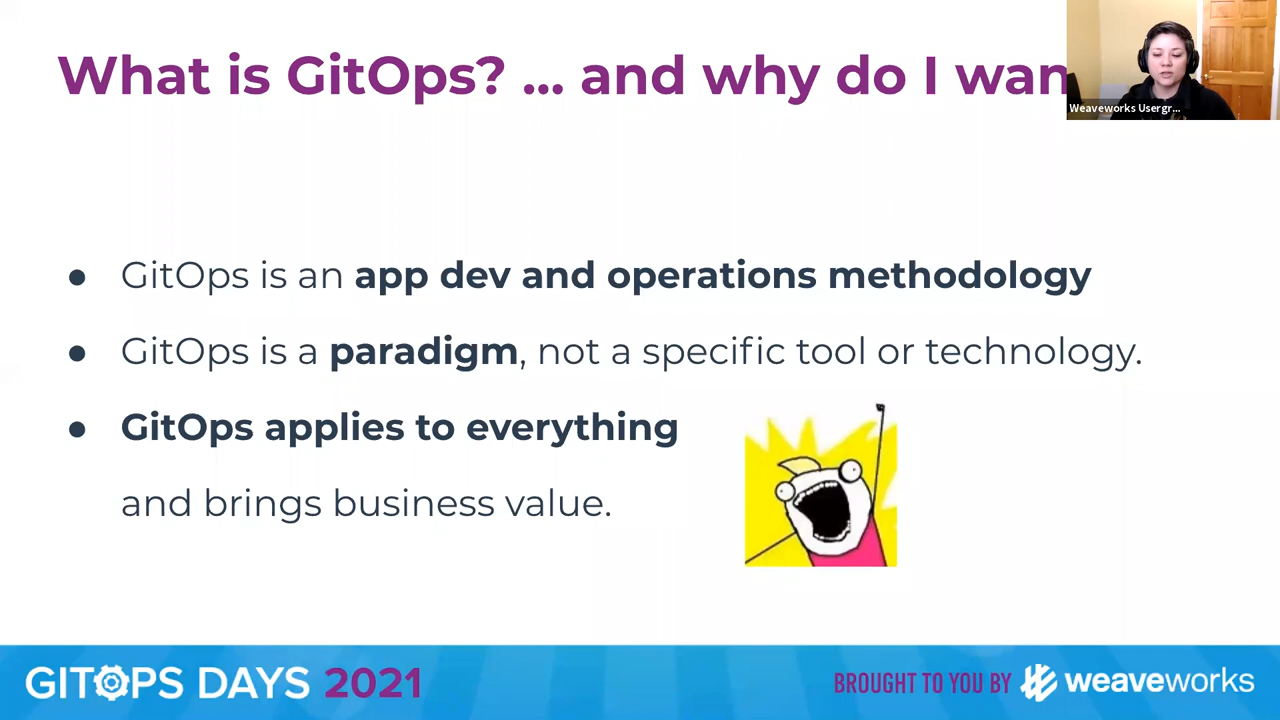 What is GitOps? ... and why do I wan
Weaveworks Usergr...
● GitOps is an app dev and operations methodology
● GitOps is a paradigm, not a specific tool or technology.
● GitOps applies to everything
and brings business value.
GITOPS DAYS 2021
BROUGHT TO YOU BY weaveworks